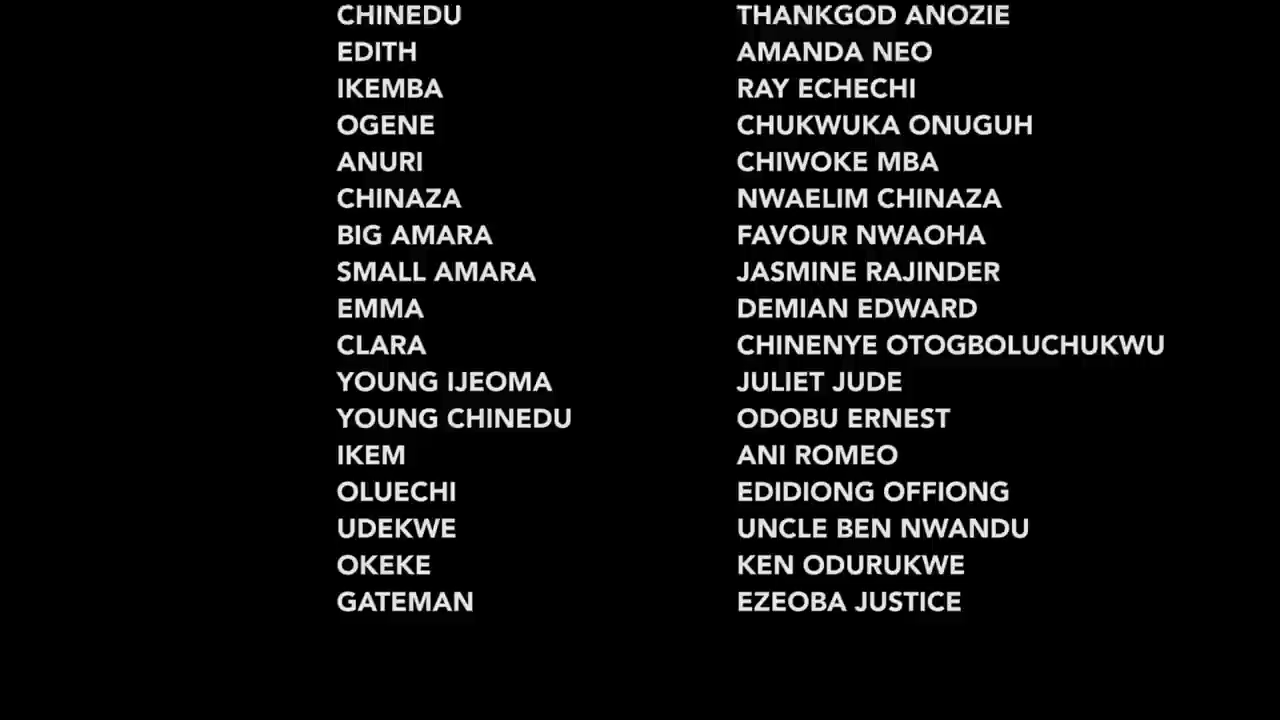 CHINEDU THANKGOD ANOZIE
EDITH AMANDA NEO
IKEMBA RAY ECHECHI
OGENE CHUKWUKA ONUGUH
ANURI CHIWOKE MBA
CHINAZA NWAELIM CHINAZA
BIG AMARA FAVOUR NWAOHA
SMALL AMARA JASMINE RAJINDER
EMMA DEMIAN EDWARD
CLARA CHINENYE OTOGBOLUCHUKWU
YOUNG IJEOMA JULIET JUDE
YOUNG CHINEDU ODOBU ERNEST
IKEM ANI ROMEO
OLUECHI EDIDIONG OFFIONG
UDEKWE UNCLE BEN NWANDU
OKEKE KEN ODURUKWE
GATEMAN EZEOBA JUSTICE